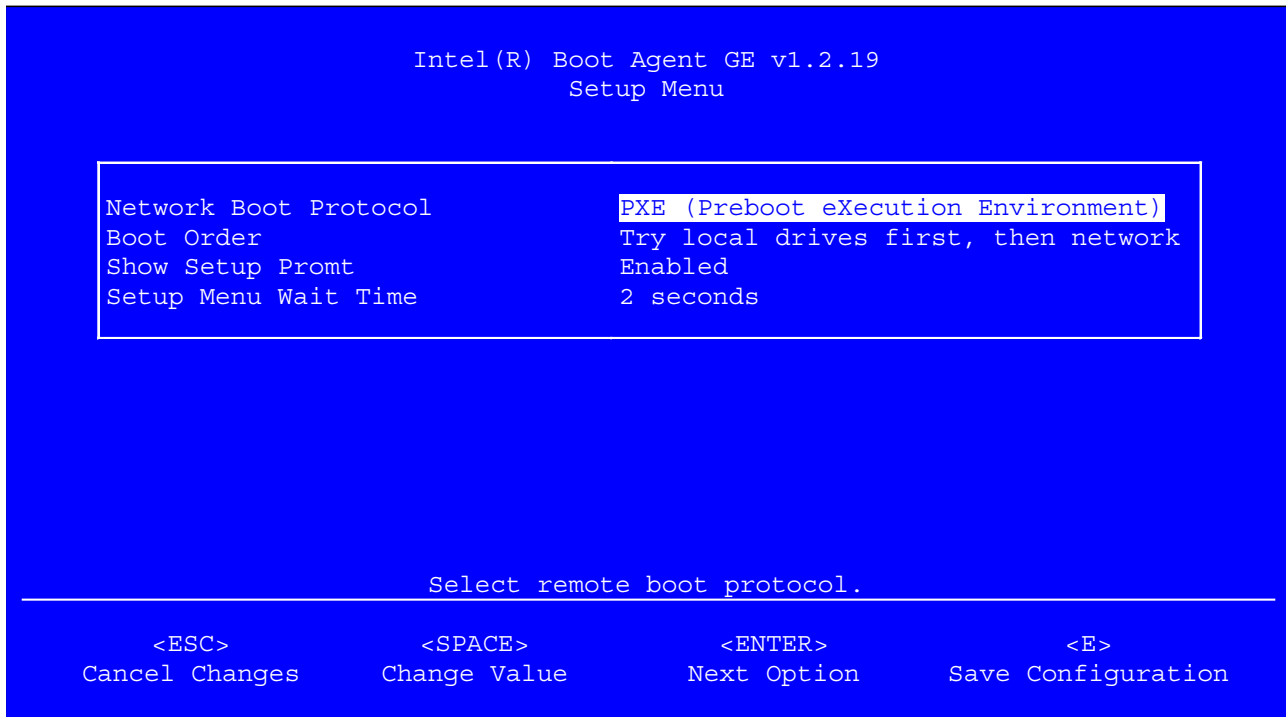 Intel(R) Boot Agent GE v1.2.19
Setup Menu
Network Boot Protocol PXE (Preboot eXecution Environment)
Boot Order Try local drives first, then network
Show Setup Promt Enabled
Setup Menu Wait Time 2 seconds
Select remote boot protocol.
<ESC> <SPACE> <ENTER> <E>
Cancel Changes Change Value Next Option Save Configuration